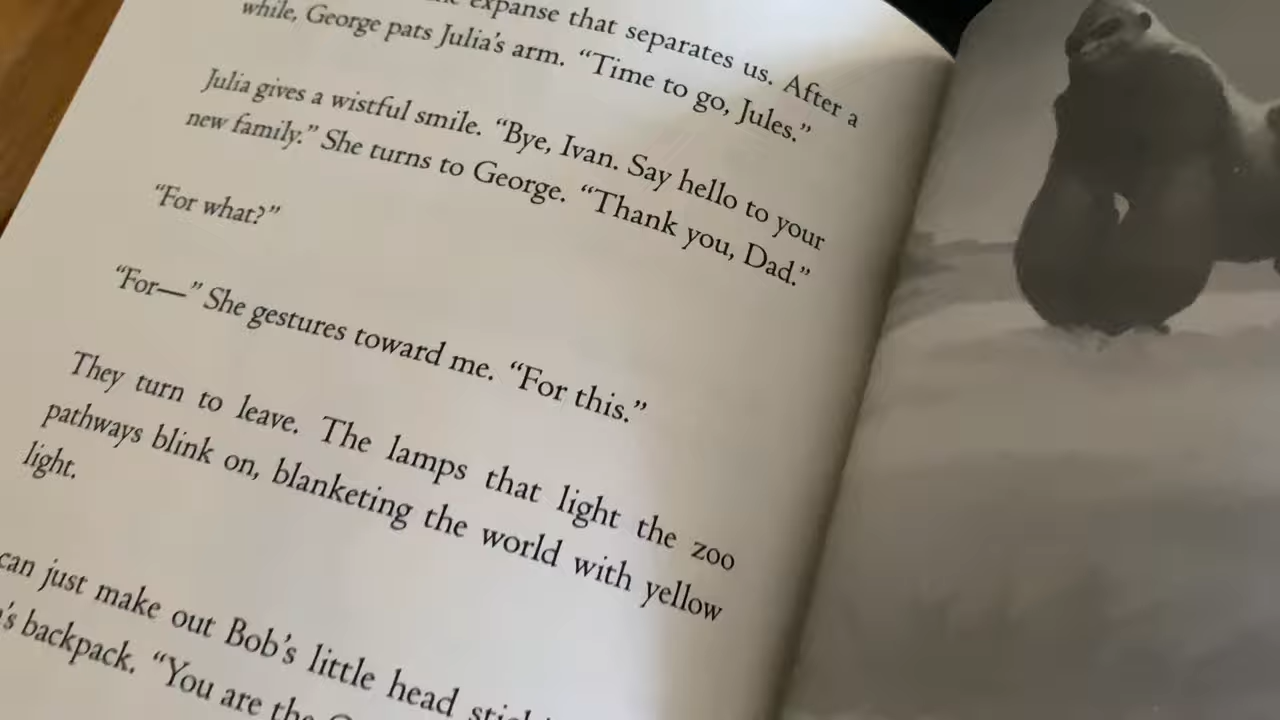 expanse that separates us. After a
while, George pats Julia's arm. “Time to go, Jules.”
Julia gives a wistful smile. “Bye, Ivan. Say hello to your
new family.” She turns to George. “Thank you, Dad.”
“For what?”
“For—” She gestures toward me. “For this.”
They turn to leave. The lamps that light the zoo
pathways blink on, blanketing the world with yellow
light.
can just make out Bob's little head
backpack. “You are the